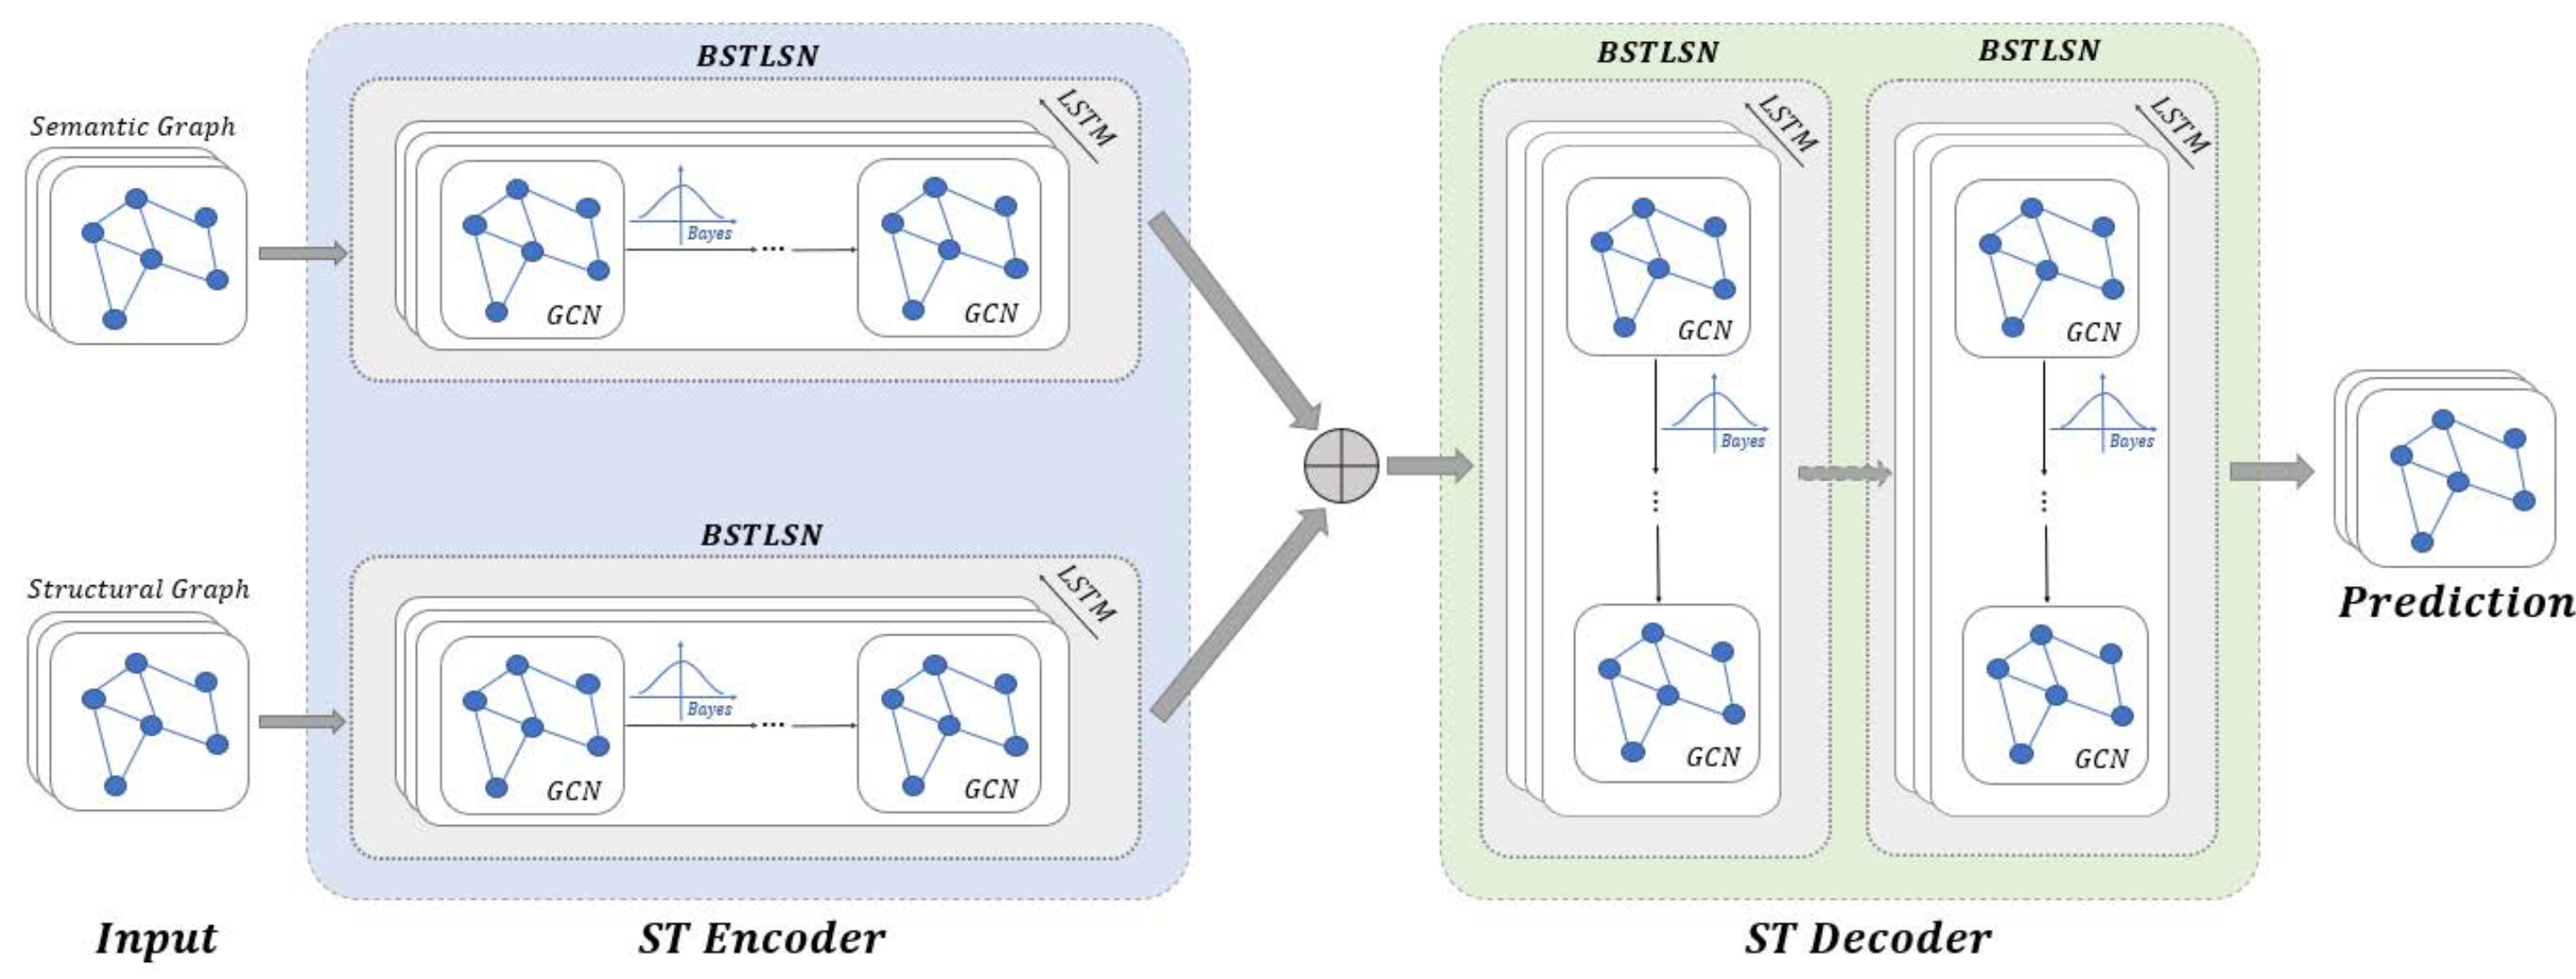 Semantic Graph
Structural Graph
Input
BSTLSN
LSTM
Bayes
...
GCN
GCN
BSTLSN
LSTM
Bayes
...
GCN
GCN
ST Encoder
BSTLSN
LSTM
GCN
Bayes
...
GCN
BSTLSN
LSTM
GCN
Bayes
...
GCN
ST Decoder
Prediction